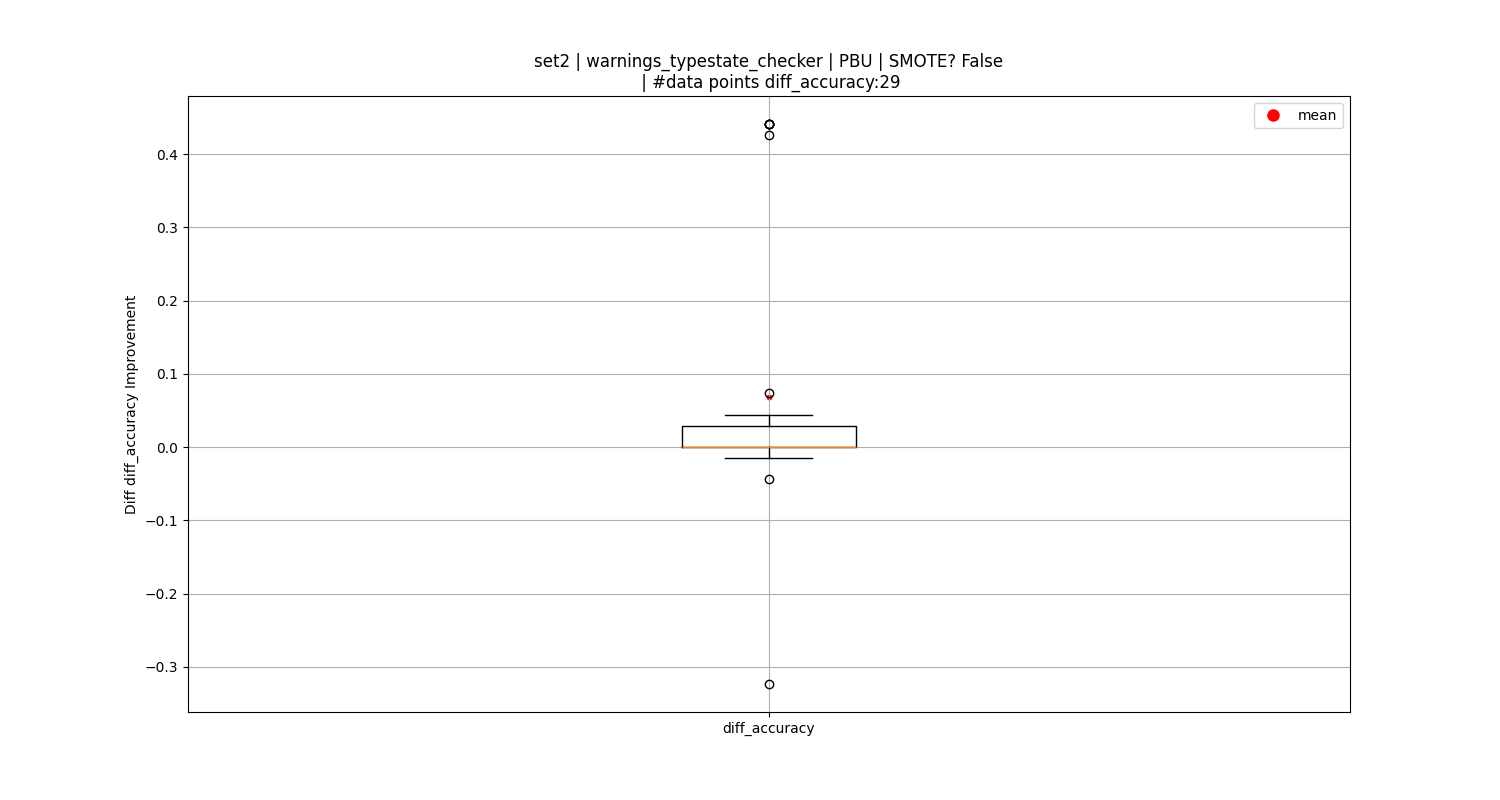 set2 | warnings_typestate_checker | PBU | SMOTE? False
| #data points diff_accuracy:29
mean
0.4
0.3
0.2
0.1
0.0
−0.1
−0.2
−0.3
Diff diff_accuracy Improvement
diff_accuracy